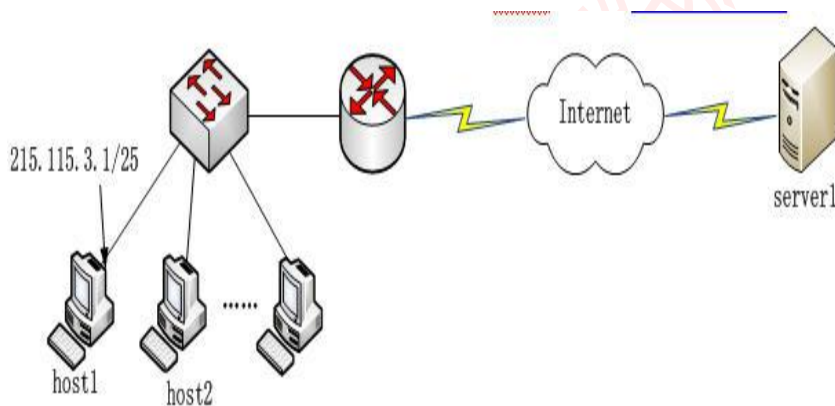 Internet
215.115.3.1/25
server1
......
host1
host2